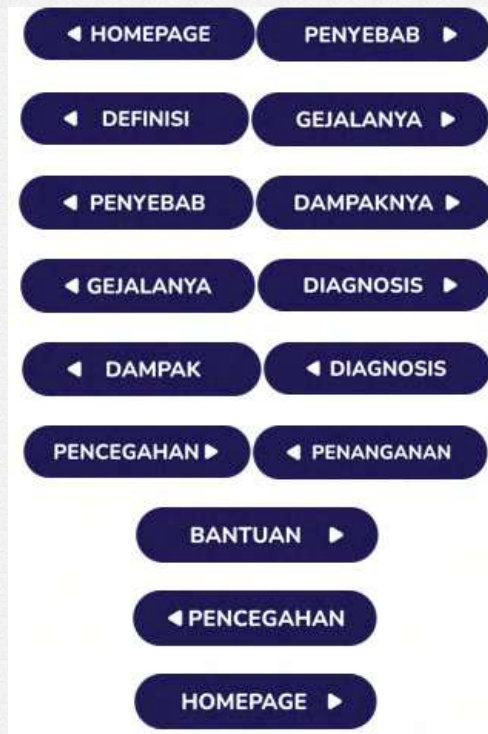 ◀ HOMEPAGE
PENYEBAB ▶
◀ DEFINISI
GEJALANYA ▶
◀ PENYEBAB
DAMPAKNYA ▶
◀ GEJALANYA
DIAGNOSIS ▶
◀ DAMPAK
◀ DIAGNOSIS
PENCEGAHAN ▶
◀ PENANGANAN
BANTUAN ▶
◀ PENCEGAHAN
HOMEPAGE ▶